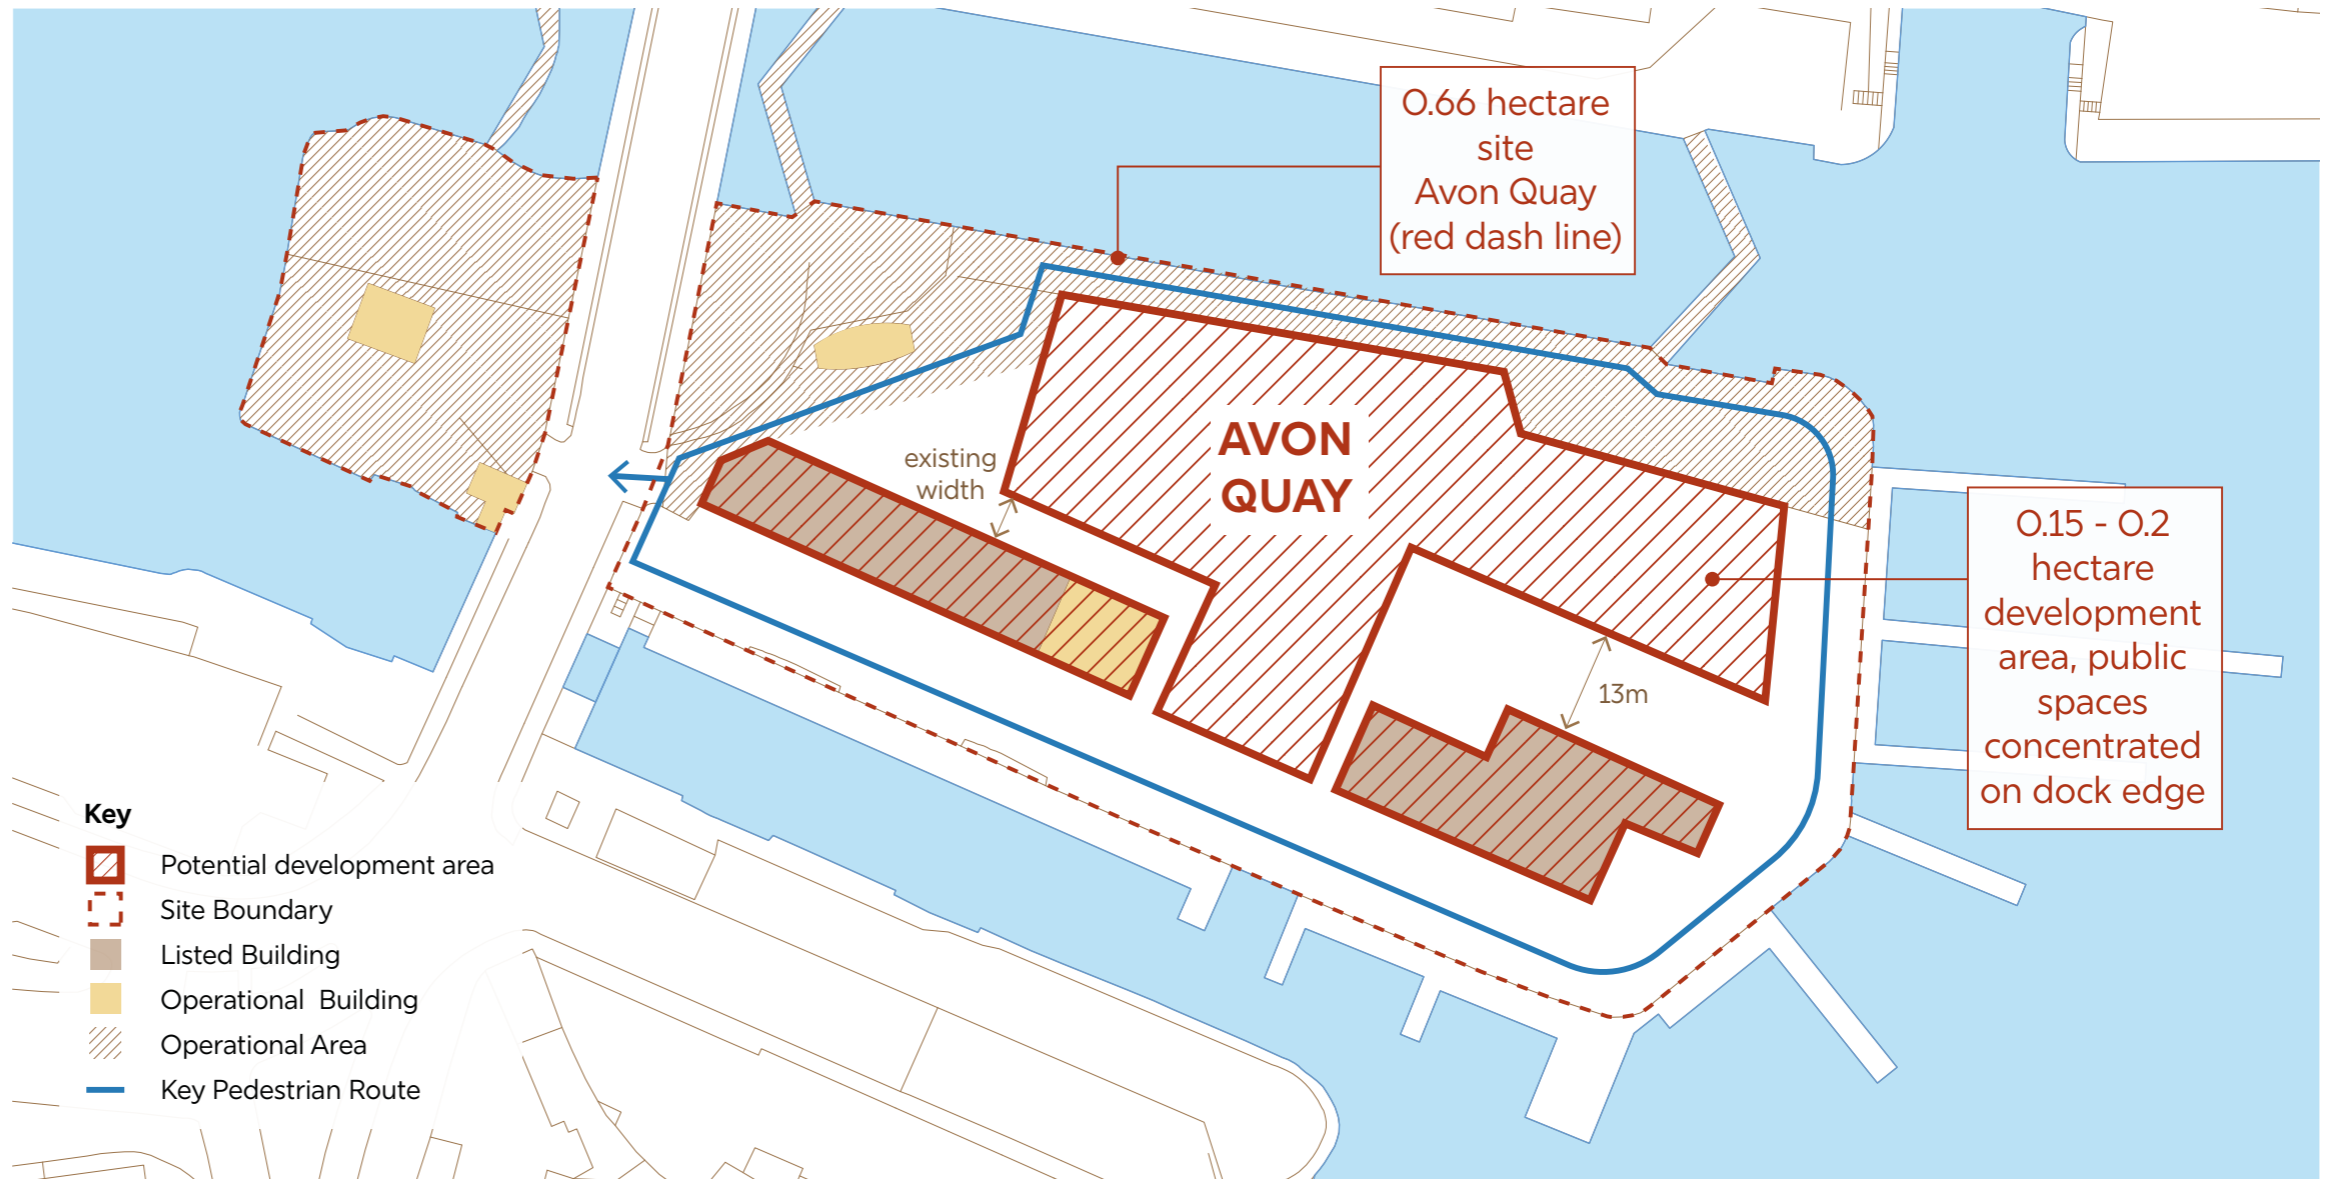 0.66 hectare
site
Avon Quay
(red dash line)
AVON
QUAY
existing
width
0.15 - 0.2
hectare
development
area, public
spaces
concentrated
on dock edge
13m
Key
Potential development area
Site Boundary
Listed Building
Operational Building
Operational Area
Key Pedestrian Route